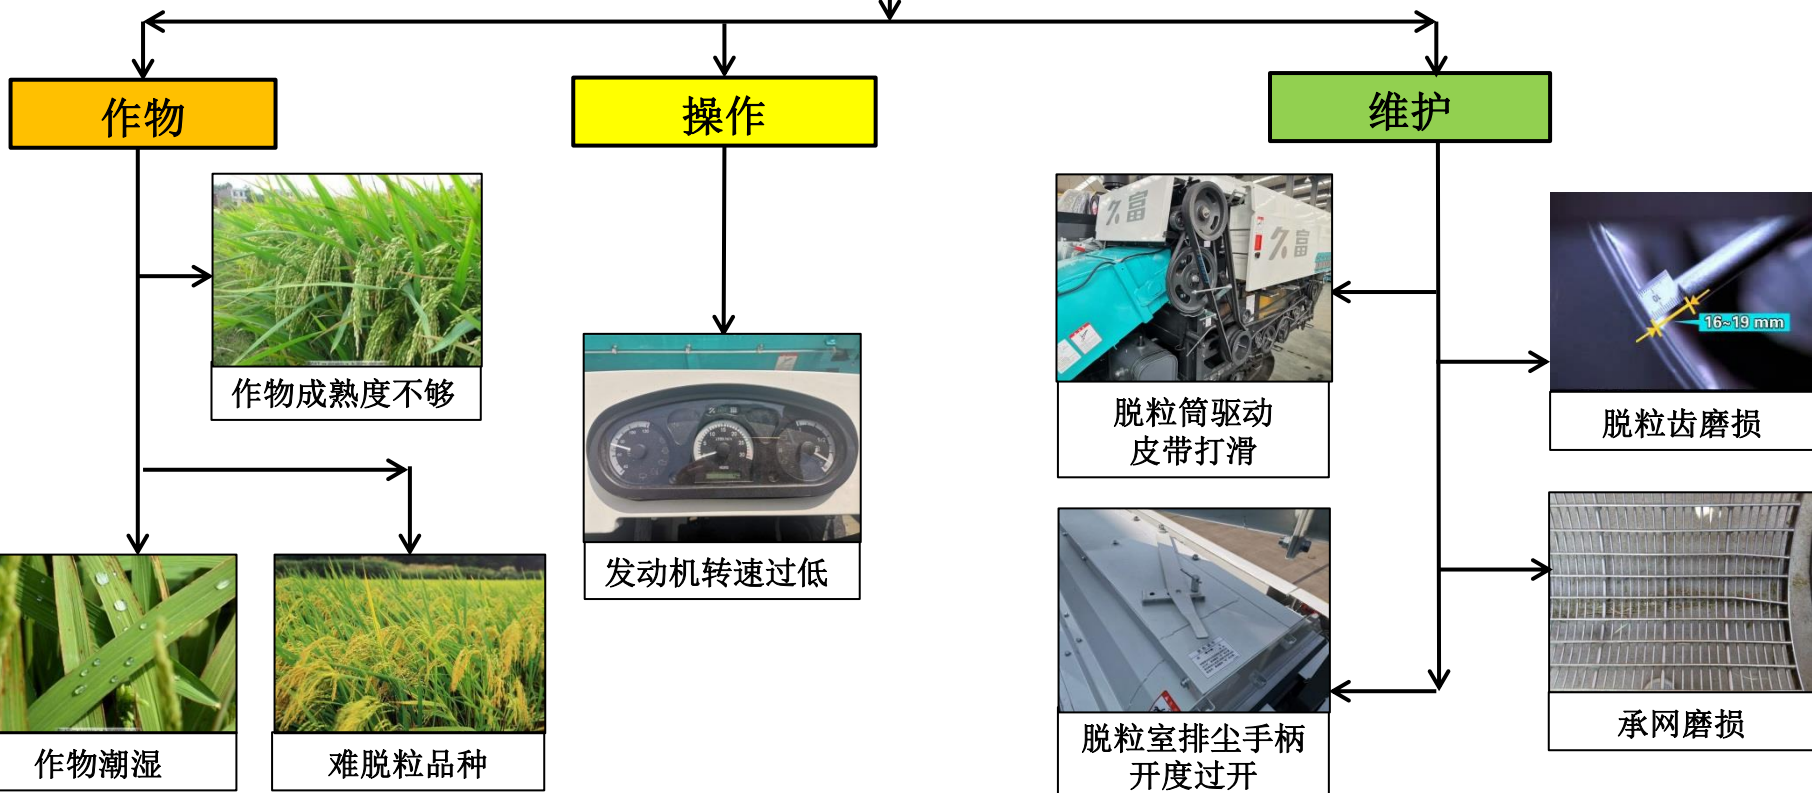 作物
操作
维护
久富
久富
16~19 mm
作物成熟度不够
脱粒筒驱动
皮带打滑
脱粒齿磨损
发动机转速过低
作物潮湿
难脱粒品种
脱粒室排尘手柄
开度过开
承网磨损